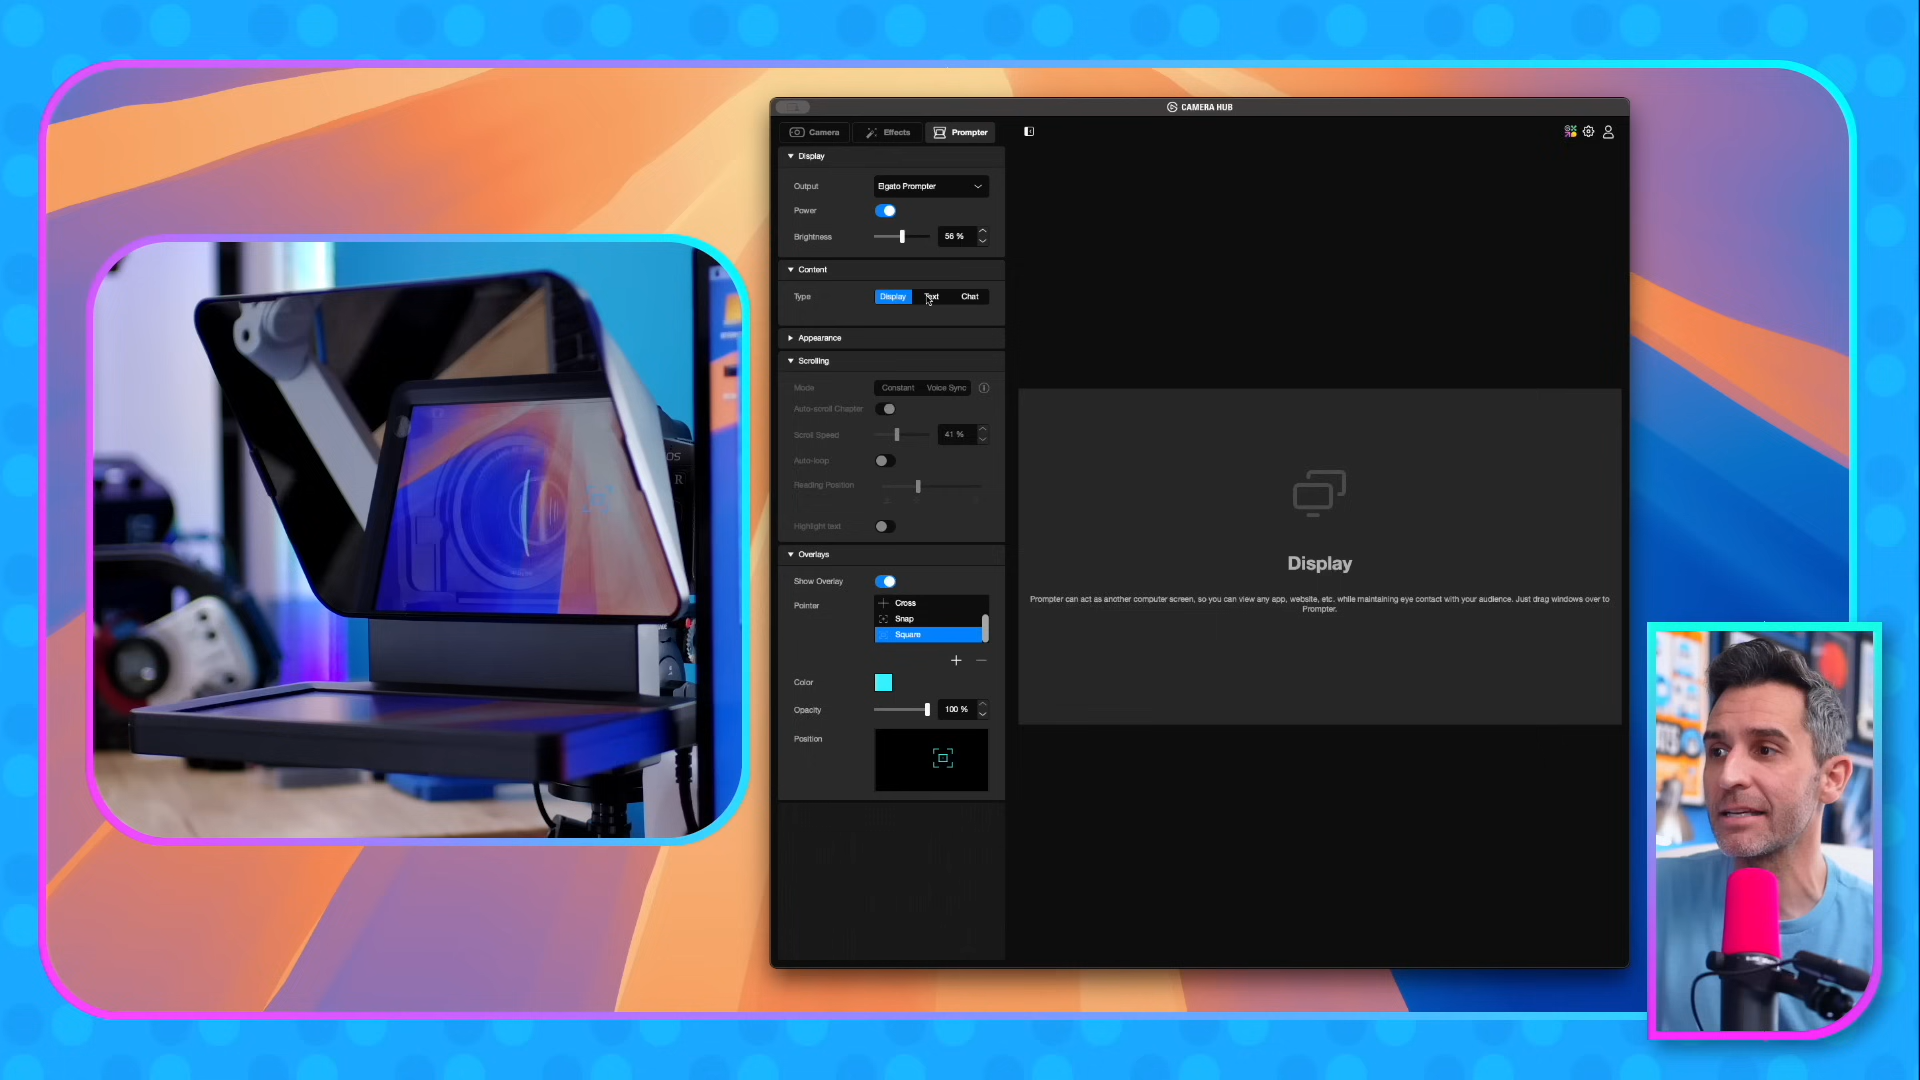 CAMERA HUB
Camera
Effects
Prompter
Display
Output
Elgato Prompter
Power
Brightness
56 %
Content
Type
Display
Text
Chat
Appearance
Scrolling
Mode
Constant
Voice Sync
Auto-scroll Chapter
Scroll Speed
41 %
Auto-loop
Reading Position
Highlight text
Overlays
Show Overlay
Pointer
Cross
Snap
Square
Color
Opacity
100 %
Position
Display
Prompter can act as another computer screen, so you can view any app, website, etc. while maintaining eye contact with your audience. Just drag windows over to
Prompter.
R